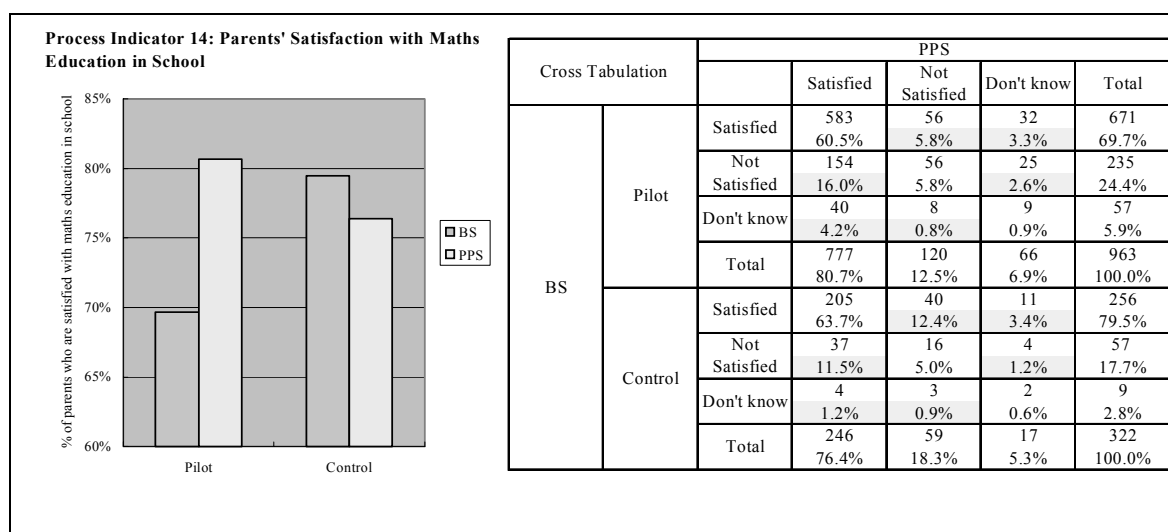 Process Indicator 14: Parents' Satisfaction with Maths
Education in School
% of parents who are satisfied with maths education in school
85%
80%
75%
70%
65%
60%
Pilot Control
BS
PPS
Cross Tabulation
PPS
Satisfied Not Satisfied Don't know Total
BS
Pilot
Satisfied 583 56 32 671
60.5% 5.8% 3.3% 69.7%
Not Satisfied 154 56 25 235
16.0% 5.8% 2.6% 24.4%
Don't know 40 8 9 57
4.2% 0.8% 0.9% 5.9%
Total 777 120 66 963
80.7% 12.5% 6.9% 100.0%
Control
Satisfied 205 40 11 256
63.7% 12.4% 3.4% 79.5%
Not Satisfied 37 16 4 57
11.5% 5.0% 1.2% 17.7%
Don't know 4 3 2 9
1.2% 0.9% 0.6% 2.8%
Total 246 59 17 322
76.4% 18.3% 5.3% 100.0%